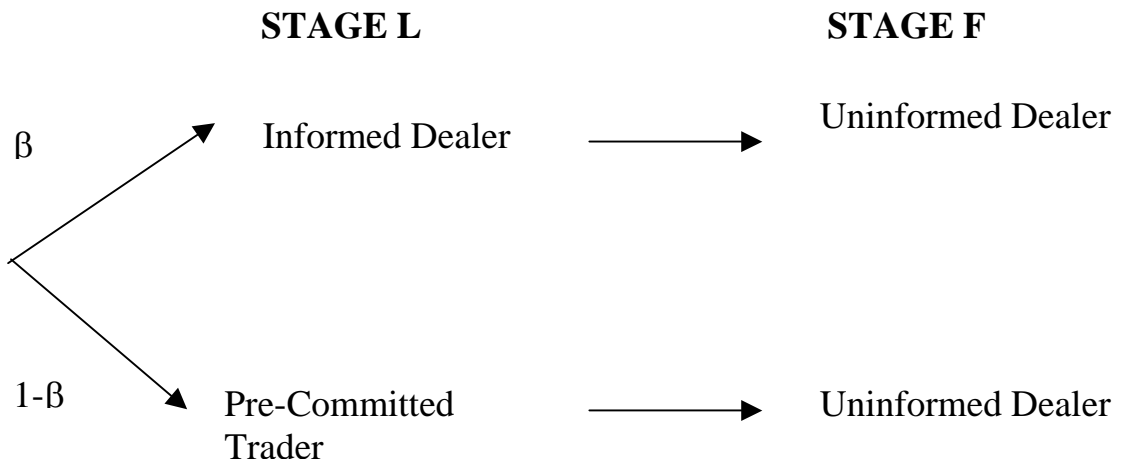 STAGE L
STAGE F
β
Informed Dealer
Uninformed Dealer
1-β
Pre-Committed
Trader
Uninformed Dealer